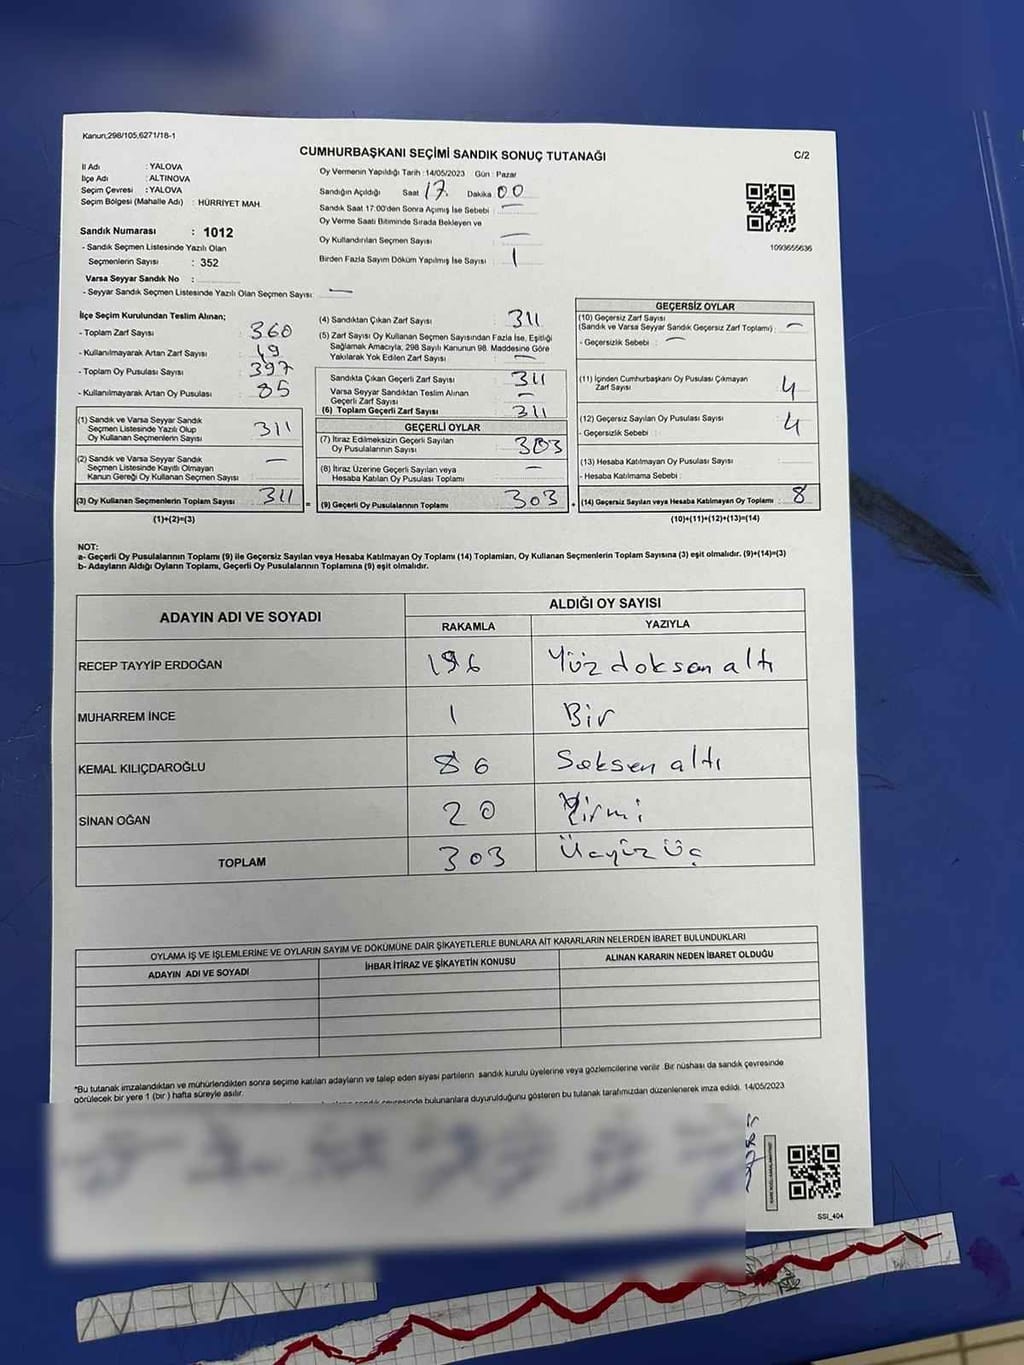 Kanun,298/105,6271/18-1
CUMHURBAŞKANI SEÇİMİ SANDIK SONUÇ TUTANAĞI
C/2
İl Adı : YALOVA
İlçe Adı : ALTINOVA
Seçim Çevresi : YALOVA
Seçim Bölgesi (Mahalle Adı) : HÜRRİYET MAH.
Sandık Numarası : 1012
- Sandık Seçmen Listesinde Yazılı Olan
Seçmenlerin Sayısı : 352
Varsa Seyyar Sandık No :
- Seyyar Sandık Seçmen Listesinde Yazılı Olan Seçmen Sayısı: —
Oy Vermenin Yapıldığı Tarih : 14/05/2023 Gün : Pazar
Sandığın Açıldığı Saat 17. Dakika 00
Sandık Saat 17:00'den Sonra Açımış İse Sebebi : —
Oy Verme Saati Bitiminde Sırada Bekleyen ve
Oy Kullandırılan Seçmen Sayısı : —
Birden Fazla Sayım Döküm Yapılmış İse Sayısı : 1
1093655636
İlçe Seçim Kurulundan Teslim Alınan;
- Toplam Zarf Sayısı : 360
- Kullanılmayarak Artan Zarf Sayısı : 49
- Toplam Oy Pusulası Sayısı : 397
- Kullanılmayarak Artan Oy Pusulası : 85
(1) Sandık ve Varsa Seyyar Sandık
Seçmen Listesinde Yazılı Olup
Oy Kullanan Seçmenlerin Sayısı : 311
(2) Sandık ve Varsa Seyyar Sandık
Seçmen Listesinde Kayıtlı Olmayan
Kanun Gereği Oy Kullanan Seçmen Sayısı : —
(3) Oy Kullanan Seçmenlerin Toplam Sayısı : 311 =
(1)+(2)=(3)
(4) Sandıktan Çıkan Zarf Sayısı : 311
(5) Zarf Sayısı Oy Kullanan Seçmen Sayısından Fazla İse, Eşitliği
Sağlamak Amacıyla, 298 Sayılı Kanunun 98. Maddesine Göre
Yakılarak Yok Edilen Zarf Sayısı : —
Sandıkta Çıkan Geçerli Zarf Sayısı : 311
Varsa Seyyar Sandıktan Teslim Alınan
Geçerli Zarf Sayısı : —
(6) Toplam Geçerli Zarf Sayısı : 311
GEÇERLİ OYLAR
(7) İtiraz Edilmeksizin Geçerli Sayılan
Oy Pusulalarının Sayısı : 303
(8) İtiraz Üzerine Geçerli Sayılan veya
Hesaba Katılan Oy Pusulası Toplamı : —
(9) Geçerli Oy Pusulalarının Toplamı : 303 +
GEÇERSİZ OYLAR
(10) Geçersiz Zarf Sayısı
(Sandık ve Varsa Seyyar Sandık Geçersiz Zarf Toplamı) : —
- Geçersizlik Sebebi : —
(11) İçinden Cumhurbaşkanı Oy Pusulası Çıkmayan
Zarf Sayısı : 4
(12) Geçersiz Sayılan Oy Pusulası Sayısı : 4
- Geçersizlik Sebebi :
(13) Hesaba Katılmayan Oy Pusulası Sayısı :
- Hesaba Katılmama Sebebi :
(14) Geçersiz Sayılan veya Hesaba Katılmayan Oy Toplamı : 8
(10)+(11)+(12)+(13)=(14)
NOT:
a- Geçerli Oy Pusulalarının Toplamı (9) ile Geçersiz Sayılan veya Hesaba Katılmayan Oy Toplamı (14) Toplamları, Oy Kullanan Seçmenlerin Toplam Sayısına (3) eşit olmalıdır. (9)+(14)=(3)
b- Adayların Aldığı Oyların Toplamı, Geçerli Oy Pusulalarının Toplamına (9) eşit olmalıdır.
ADAYIN ADI VE SOYADI ALDIĞI OY SAYISI
RAKAMLA YAZIYLA
RECEP TAYYİP ERDOĞAN 196 Yüz doksan altı
MUHARREM İNCE 1 Bir
KEMAL KILIÇDAROĞLU 86 Seksen altı
SİNAN OĞAN 20 Yirmi
TOPLAM 303 Üçyüz üç
OYLAMA İŞ VE İŞLEMLERİNE VE OYLARIN SAYIM VE DÖKÜMÜNE DAİR ŞİKAYETLERLE BUNLARA AİT KARARLARIN NELERDEN İBARET BULUNDUKLARI
ADAYIN ADI VE SOYADI İHBAR İTİRAZ VE ŞİKAYETİN KONUSU ALINAN KARARIN NEDEN İBARET OLDUĞU
*Bu tutanak imzalandıktan ve mühürlendikten sonra seçime katılan adayların ve talep eden siyasi partilerin sandık kurulu üyelerine veya gözlemcilerine verilir. Bir nüshası da sandık çevresinde
görülecek bir yere 1 (bir) hafta süreyle asılır.
bulunanlara duyurulduğunu gösteren bu tutanak tarafımızdan düzenlenerek imza edildi. 14/05/2023
SSI_404